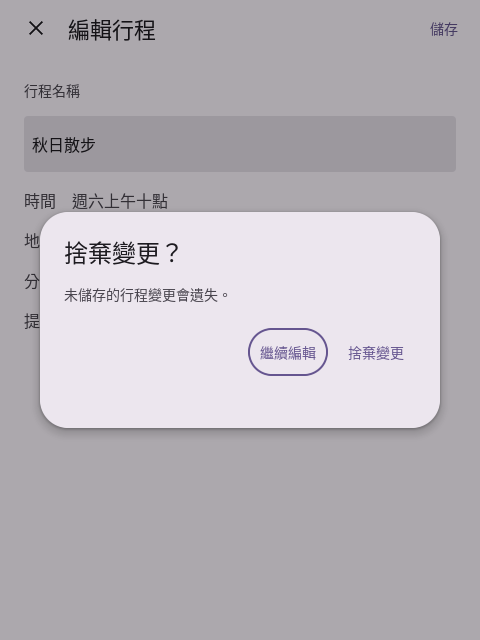 編輯行程
儲存
行程名稱
秋日散步
時間 週六上午十點
地
分
提
捨棄變更？
未儲存的行程變更會遺失。
繼續編輯 捨棄變更